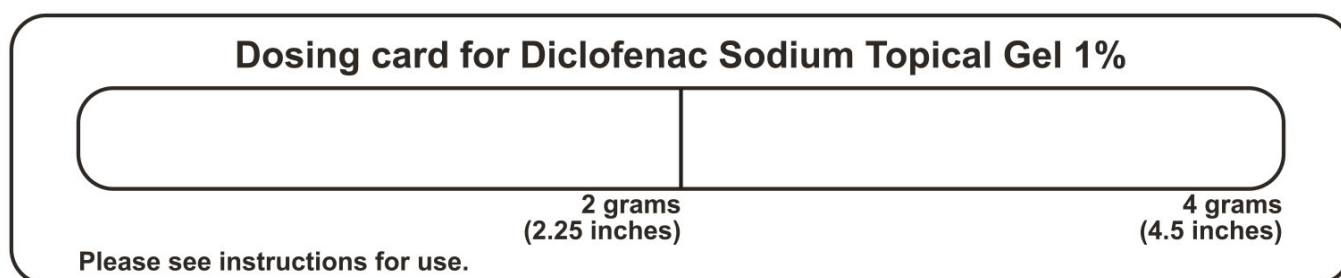 Dosing card for Diclofenac Sodium Topical Gel 1%
2 grams
(2.25 inches)
4 grams
(4.5 inches)
Please see instructions for use.